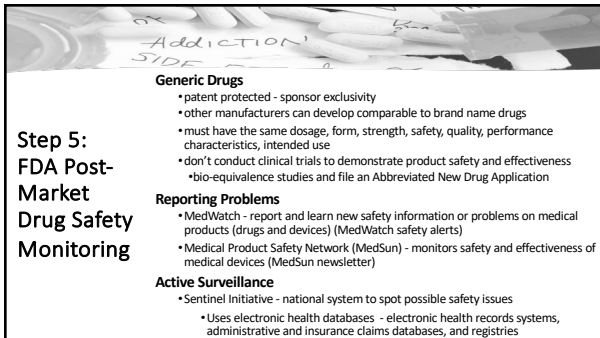 ADDICTION
SIDE
Step 5:
FDA Post-
Market
Drug Safety
Monitoring
Generic Drugs
•patent protected - sponsor exclusivity
•other manufacturers can develop comparable to brand name drugs
•must have the same dosage, form, strength, safety, quality, performance
characteristics, intended use
•don't conduct clinical trials to demonstrate product safety and effectiveness
•bio-equivalence studies and file an Abbreviated New Drug Application
Reporting Problems
•MedWatch - report and learn new safety information or problems on medical
products (drugs and devices) (MedWatch safety alerts)
•Medical Product Safety Network (MedSun) - monitors safety and effectiveness of
medical devices (MedSun newsletter)
Active Surveillance
•Sentinel Initiative - national system to spot possible safety issues
•Uses electronic health databases - electronic health records systems,
administrative and insurance claims databases, and registries